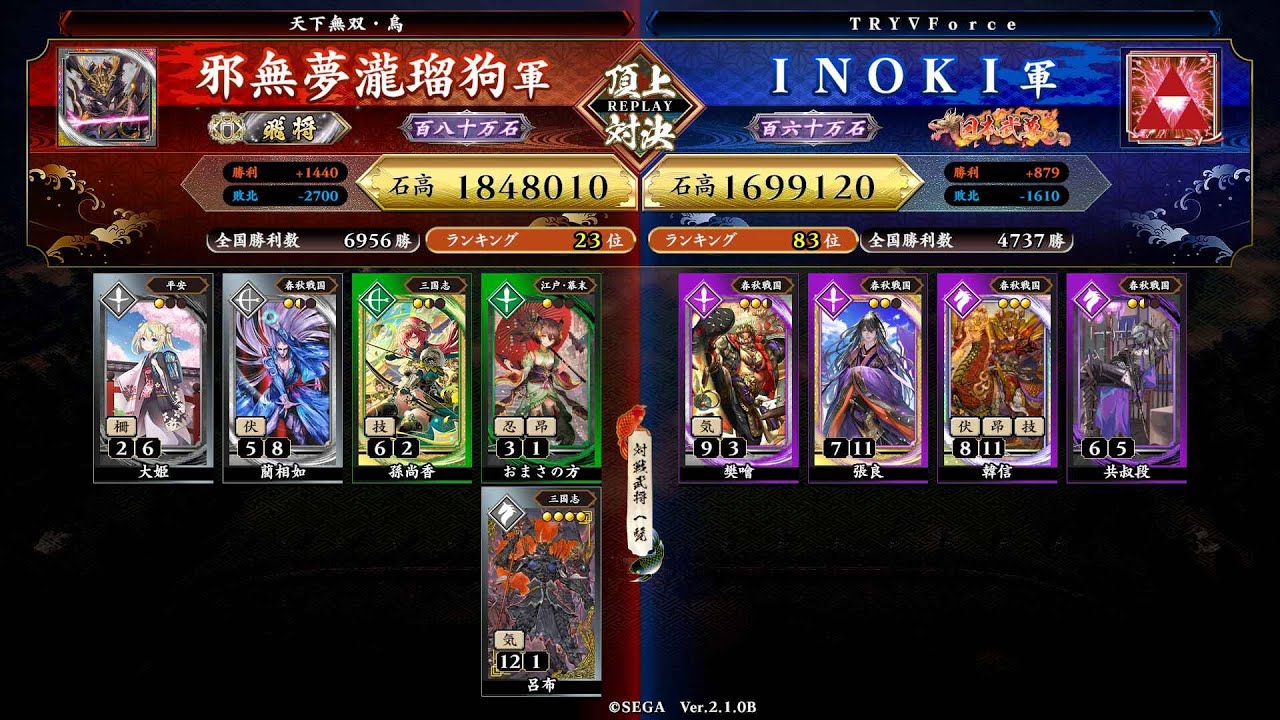 天下無双・鳥
TRY∇Force
邪無夢瀧瑠狗軍
頂上
REPLAY
対決
INOKI軍
飛将
百八十万石
百六十万石
勝利 +1440
敗北 -2700
石高 1848010
石高 1699120
勝利 +879
敗北 -1610
全国勝利数 6956勝
ランキング 23位
ランキング 83位
全国勝利数 4737勝
平安
柵
2 6
大姫
春秋戦国
伏
5 8
藺相如
三国志
技
6 2
孫尚香
江戸・幕末
忍 昴
3 1
おまさの方
春秋戦国
気
9 3
樊噲
春秋戦国
7 11
張良
春秋戦国
伏 昴 技
8 11
韓信
春秋戦国
6 5
共叔段
対戦武将一覧
三国志
気
12 1
呂布
©SEGA Ver.2.1.0B